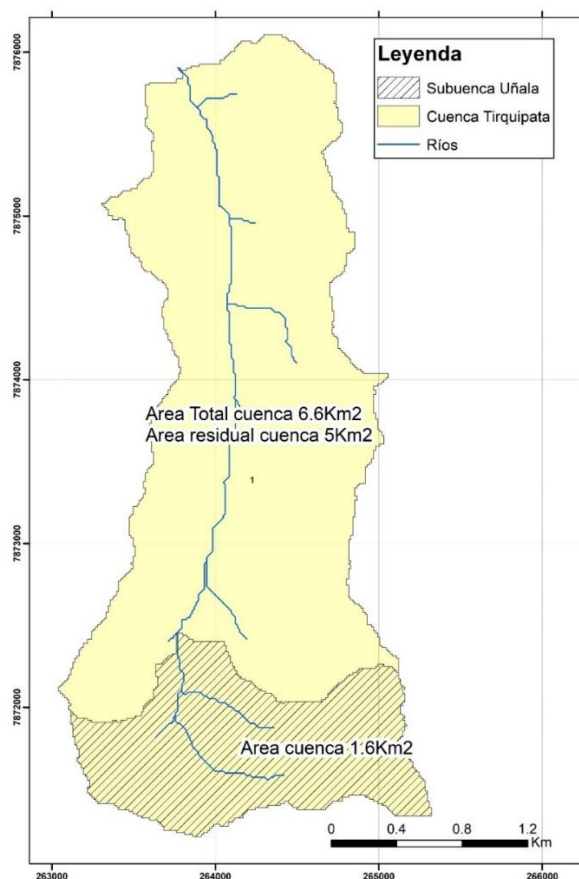 Leyenda
Subuenca Uñala
Cuenca Tirquipata
Ríos
7876000
7875000
7874000
Area Total cuenca 6.6Km2
Area residual cuenca 5Km2
1
7873000
7872000
Area cuenca 1.6Km2
0 0.4 0.8 1.2
Km
263000 264000 265000 266000